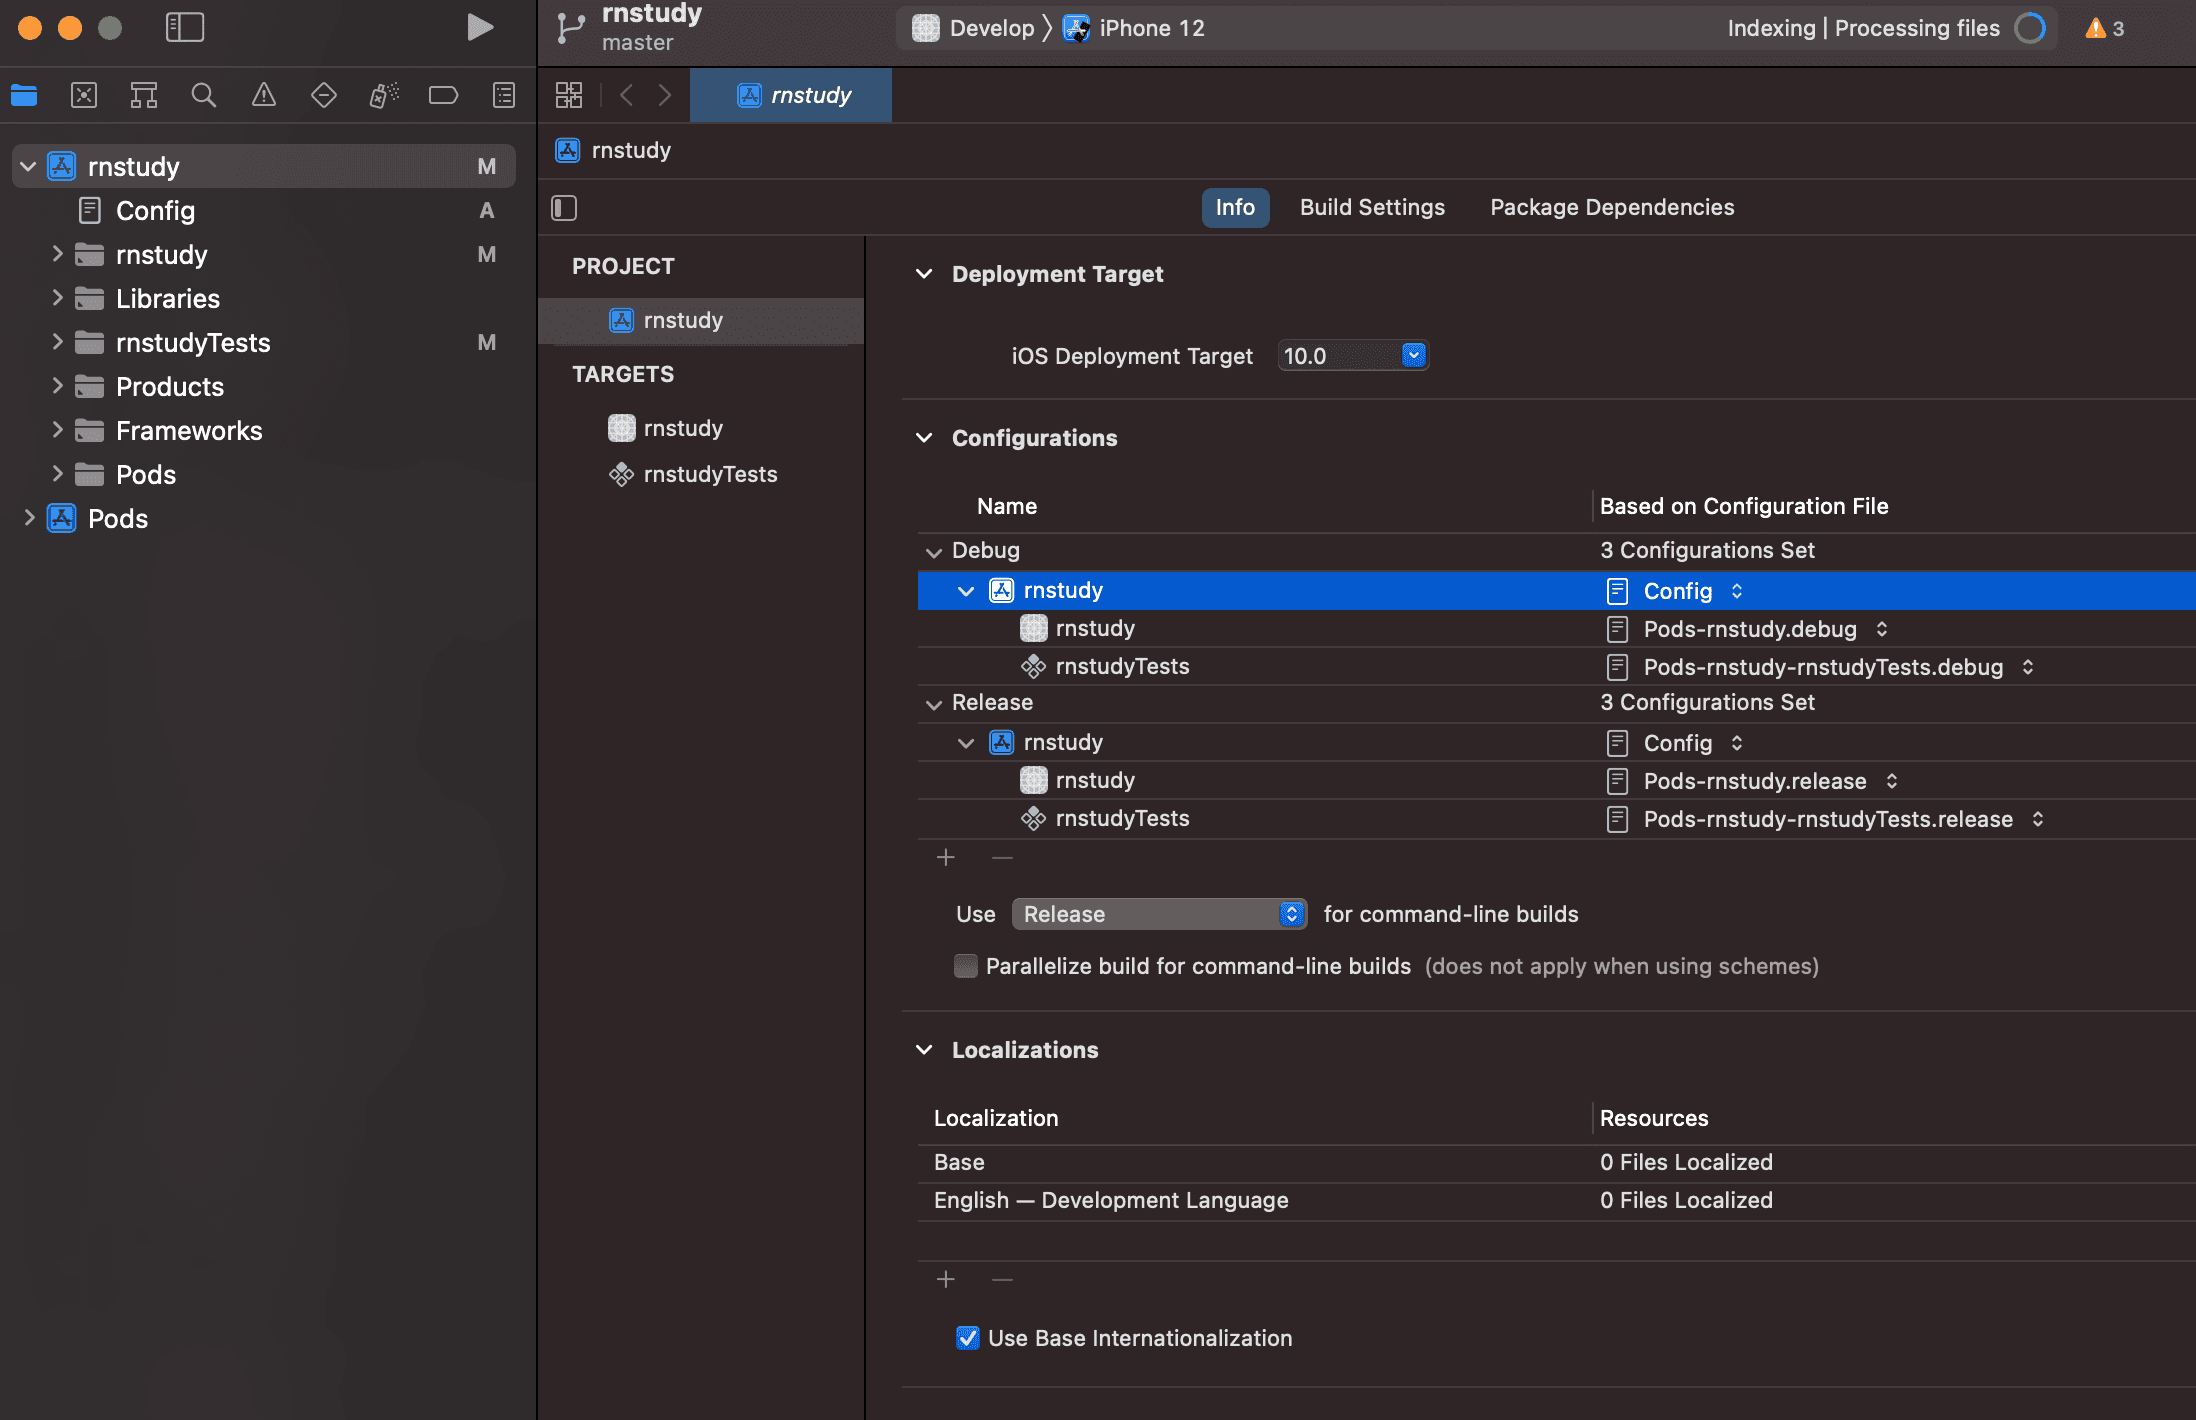 rnstudy
master
Develop
iPhone 12
Indexing | Processing files
3
rnstudy
rnstudy M
Config A
rnstudy M
Libraries
rnstudyTests M
Products
Frameworks
Pods
Pods
rnstudy
Info Build Settings Package Dependencies
PROJECT
rnstudy
TARGETS
rnstudy
rnstudyTests
Deployment Target
iOS Deployment Target 10.0
Configurations
Name Based on Configuration File
Debug 3 Configurations Set
rnstudy Config
rnstudy Pods-rnstudy.debug
rnstudyTests Pods-rnstudy-rnstudyTests.debug
Release 3 Configurations Set
rnstudy Config
rnstudy Pods-rnstudy.release
rnstudyTests Pods-rnstudy-rnstudyTests.release
Use Release for command-line builds
Parallelize build for command-line builds (does not apply when using schemes)
Localizations
Localization Resources
Base 0 Files Localized
English — Development Language 0 Files Localized
Use Base Internationalization